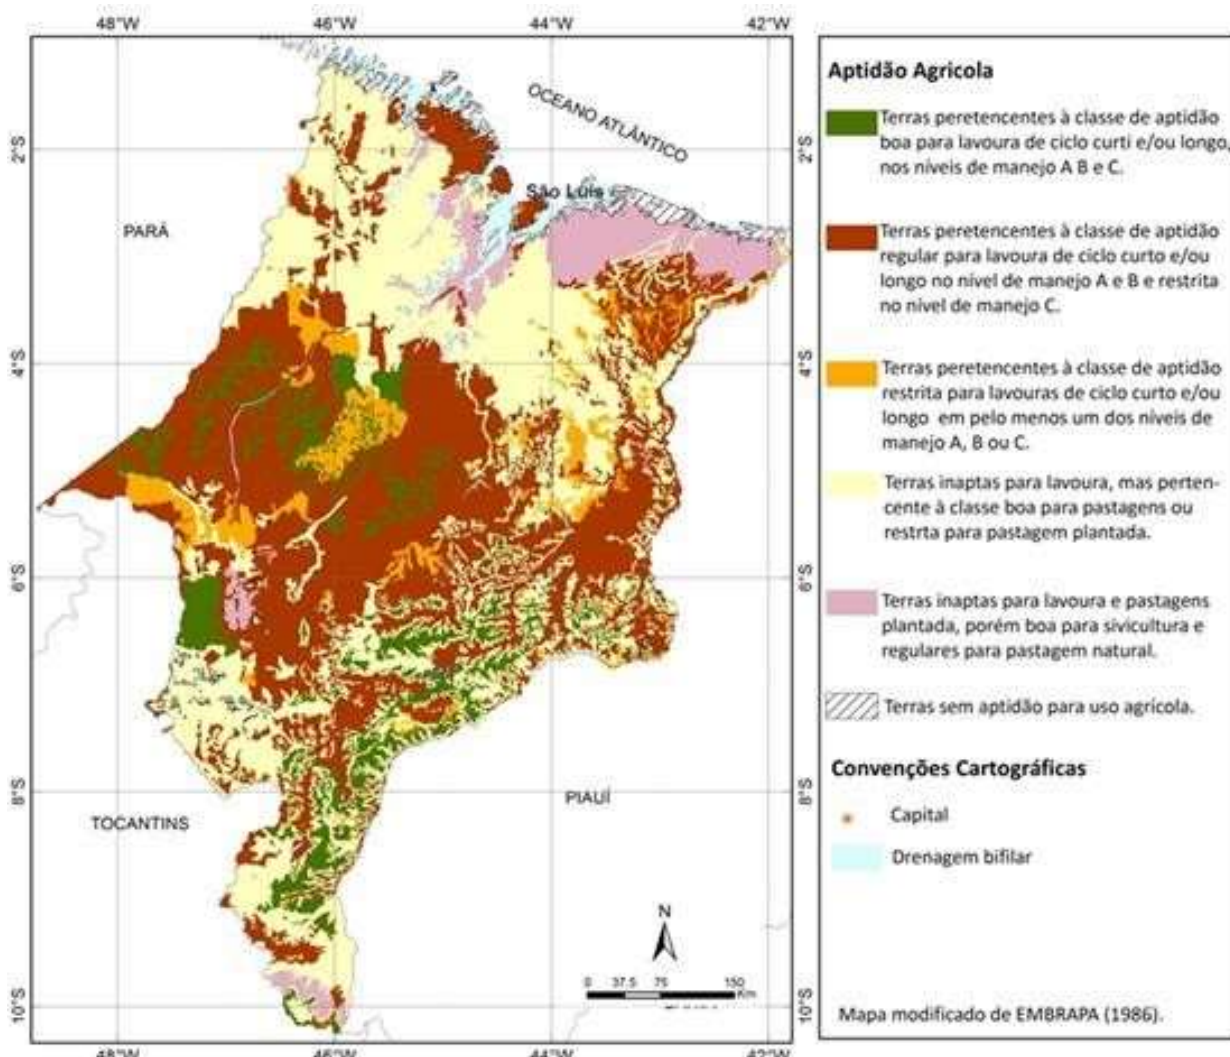 48°W 46°W 44°W 42°W
OCEANO ATLÂNTICO
2°S 2°S
São Luís
PARÁ
4°S 4°S
6°S 6°S
8°S 8°S
TOCANTINS
PIAUÍ
N
0 37.5 75 150
Km
10°S 10°S
48°W 46°W 44°W 42°W
Aptidão Agricola
Terras peretencentes à classe de aptidão
boa para lavoura de ciclo curti e/ou longo,
nos níveis de manejo A B e C.
Terras peretencentes à classe de aptidão
regular para lavoura de ciclo curto e/ou
longo no nível de manejo A e B e restrita
no nível de manejo C.
Terras peretencentes à classe de aptidão
restrita para lavouras de ciclo curto e/ou
longo em pelo menos um dos níveis de
manejo A, B ou C.
Terras inaptas para lavoura, mas perten-
cente à classe boa para pastagens ou
restrta para pastagem plantada.
Terras inaptas para lavoura e pastagens
plantada, porém boa para sivicultura e
regulares para pastagem natural.
Terras sem aptidão para uso agrícola.
Convenções Cartográficas
Capital
Drenagem bifilar
Mapa modificado de EMBRAPA (1986).